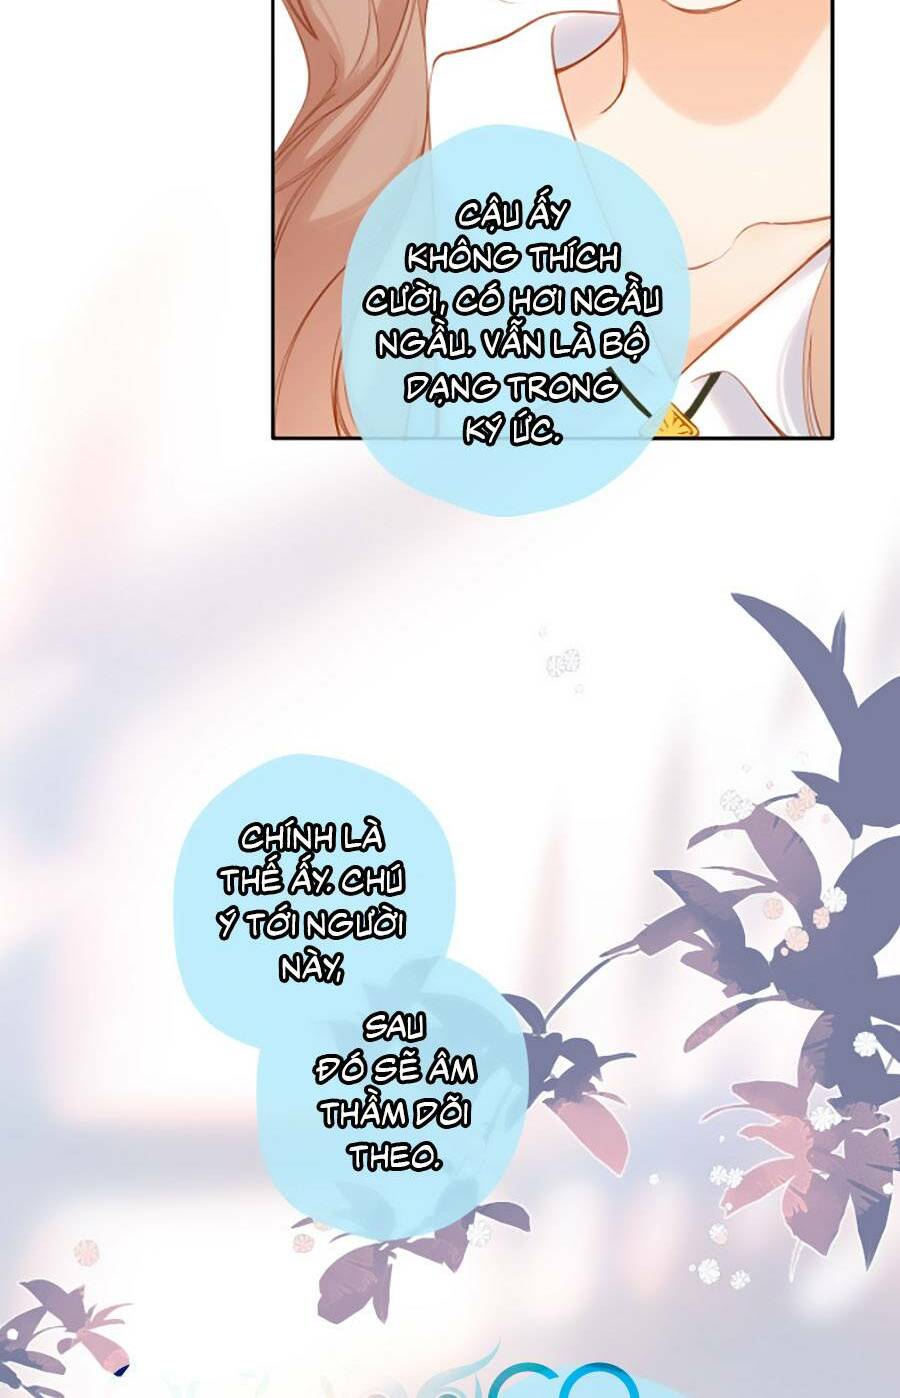 CẬU ẤY
KHÔNG THÍCH
CƯỜI, CÓ HƠI NGẦU
NGẦU. VẪN LÀ BỘ
DẠNG TRONG
KÝ ỨC.
CHÍNH LÀ
THẾ ẤY. CHÚ
Ý TỚI NGƯỜI
NÀY,
SAU
ĐÓ SẼ ÂM
THẦM DÕI
THEO.
CO